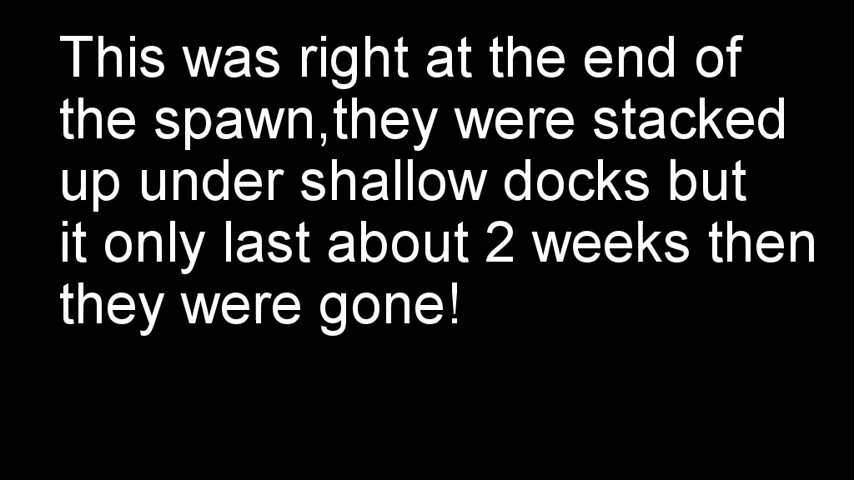 This was right at the end of
the spawn,they were stacked
up under shallow docks but
it only last about 2 weeks then
they were gone!